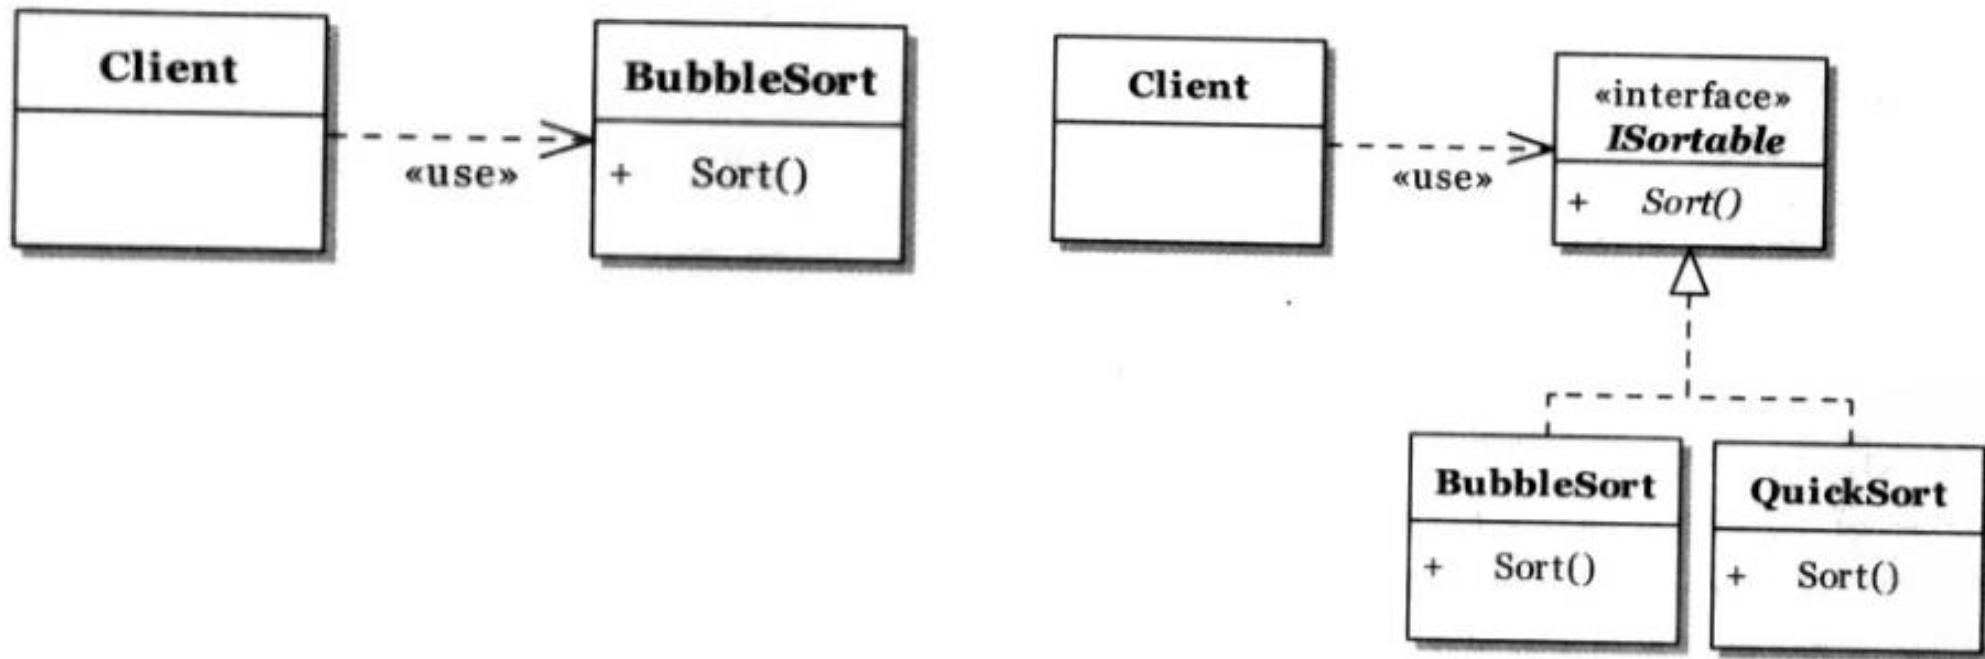 Client
BubbleSort
«use»
+ Sort()
Client
«interface»
ISortable
«use»
+ Sort()
BubbleSort
+ Sort()
QuickSort
+ Sort()